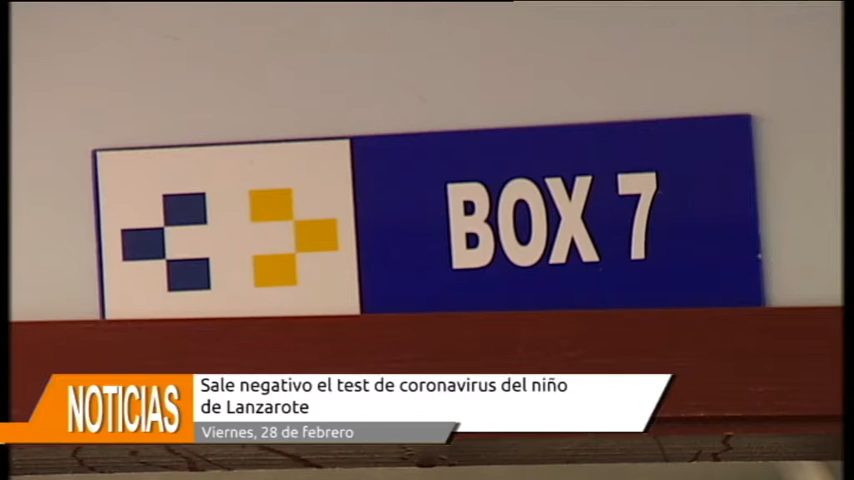 BOX 7
NOTICIAS
Sale negativo el test de coronavirus del niño
de Lanzarote
Viernes, 28 de febrero